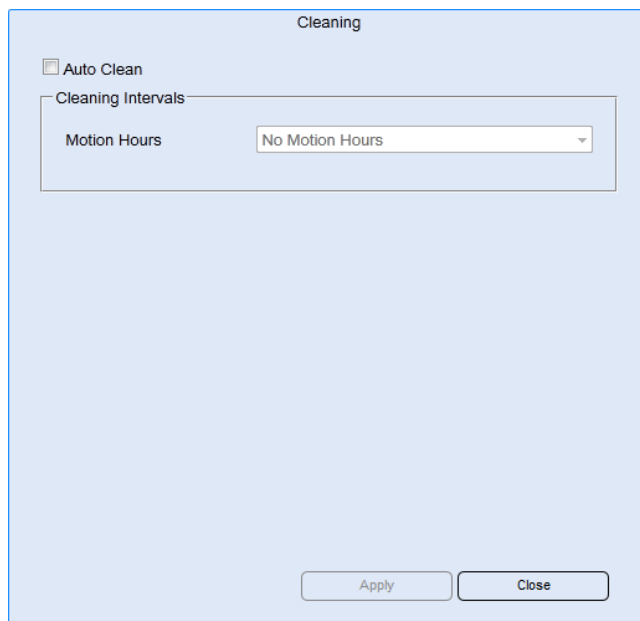 Cleaning
Auto Clean
Cleaning Intervals
Motion Hours No Motion Hours
Apply Close